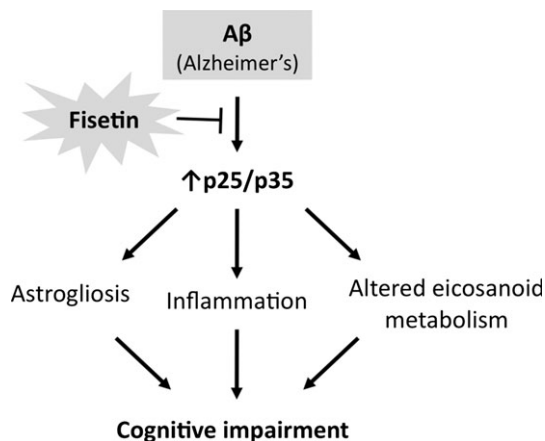 Aβ
(Alzheimer's)
Fisetin
↑p25/p35
Astrogliosis
Inflammation
Altered eicosanoid
metabolism
Cognitive impairment